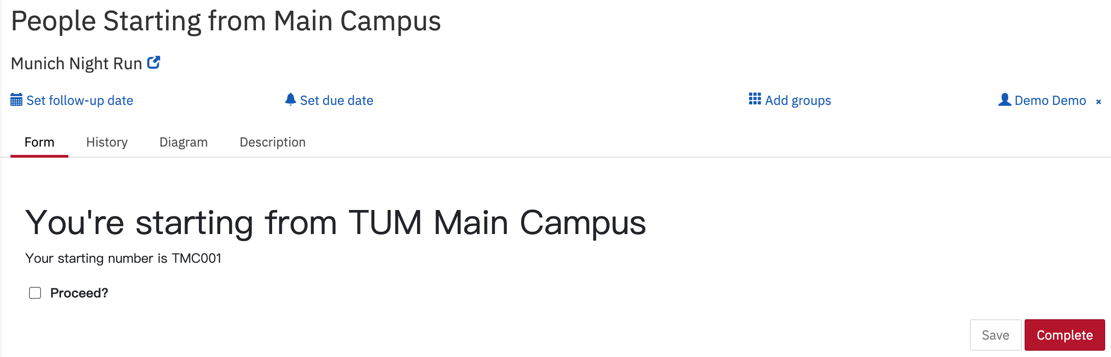 People Starting from Main Campus
Munich Night Run
Set follow-up date
Set due date
Add groups
Demo Demo ×
Form
History
Diagram
Description
You're starting from TUM Main Campus
Your starting number is TMC001
Proceed?
Save
Complete